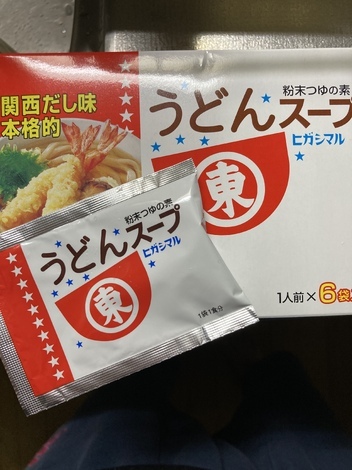 関西だし味
本格的
粉末つゆの素
うどんスープ
ヒガシマル
東
1人前×6袋
粉末つゆの素
うどんスープ
ヒガシマル
東
1袋1食分